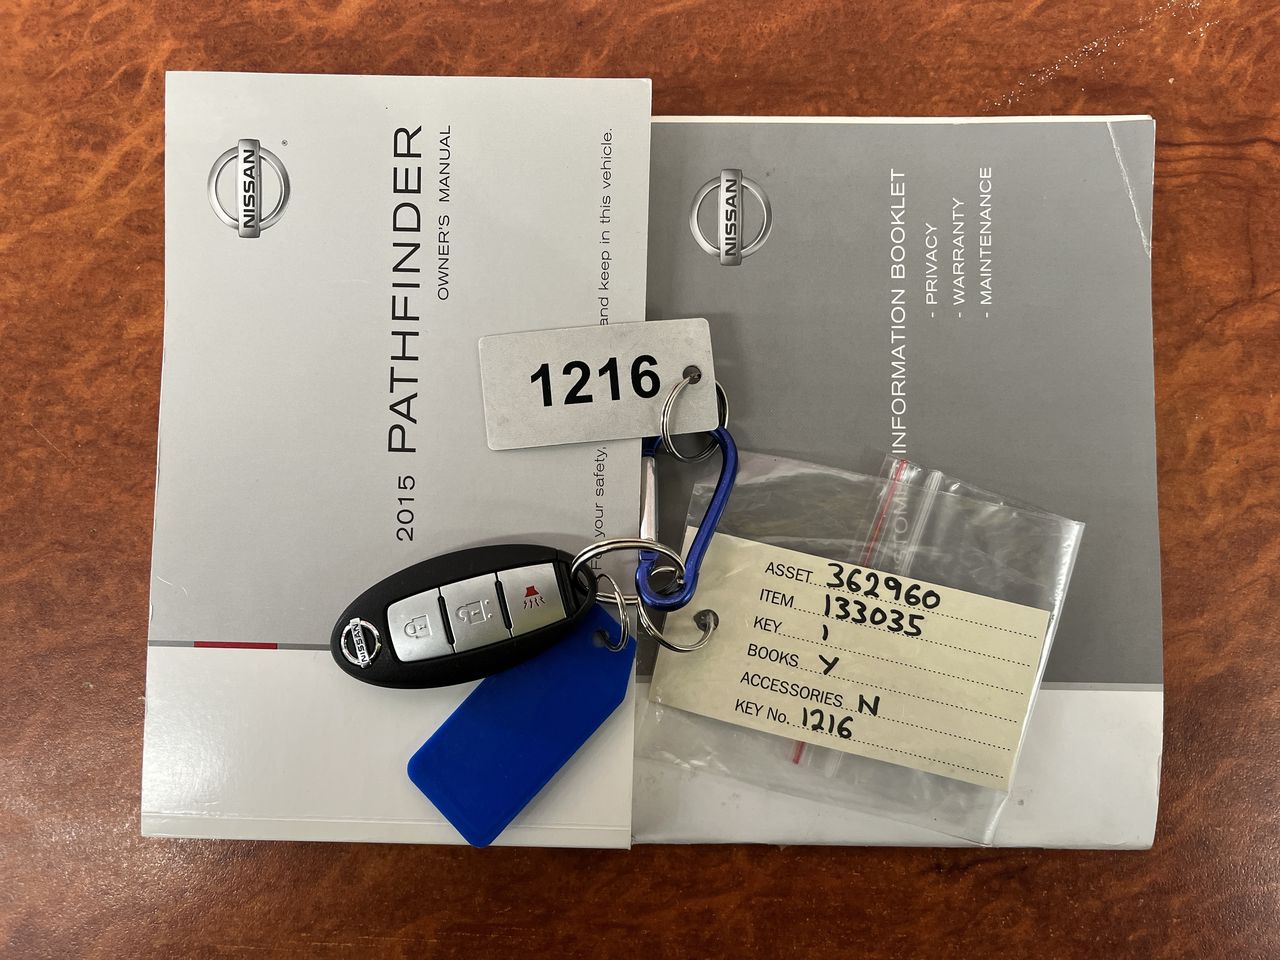 NISSAN
2015 PATHFINDER
OWNER'S MANUAL
your safety, and keep in this vehicle.
NISSAN
INFORMATION BOOKLET
- PRIVACY
- WARRANTY
- MAINTENANCE
1216
NISSAN
ASSET 362960
ITEM 133035
KEY 1
BOOKS Y
ACCESSORIES N
KEY No. 1216